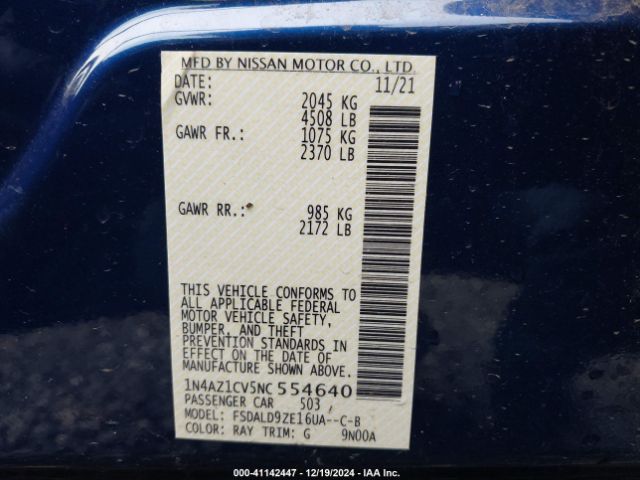 MFD BY NISSAN MOTOR CO., LTD.
DATE: 11/21
GVWR: 2045 KG
4508 LB
GAWR FR.: 1075 KG
2370 LB
GAWR RR.: 985 KG
2172 LB
THIS VEHICLE CONFORMS TO
ALL APPLICABLE FEDERAL
MOTOR VEHICLE SAFETY,
BUMPER, AND THEFT
PREVENTION STANDARDS IN
EFFECT ON THE DATE OF
MANUFACTURE SHOWN ABOVE.
1N4AZ1CV5NC554640
PASSENGER CAR 503
MODEL: FSDALD9ZE16UA--C-B
COLOR: RAY TRIM: G 9N00A
000-41142447 - 12/19/2024 - IAA Inc.